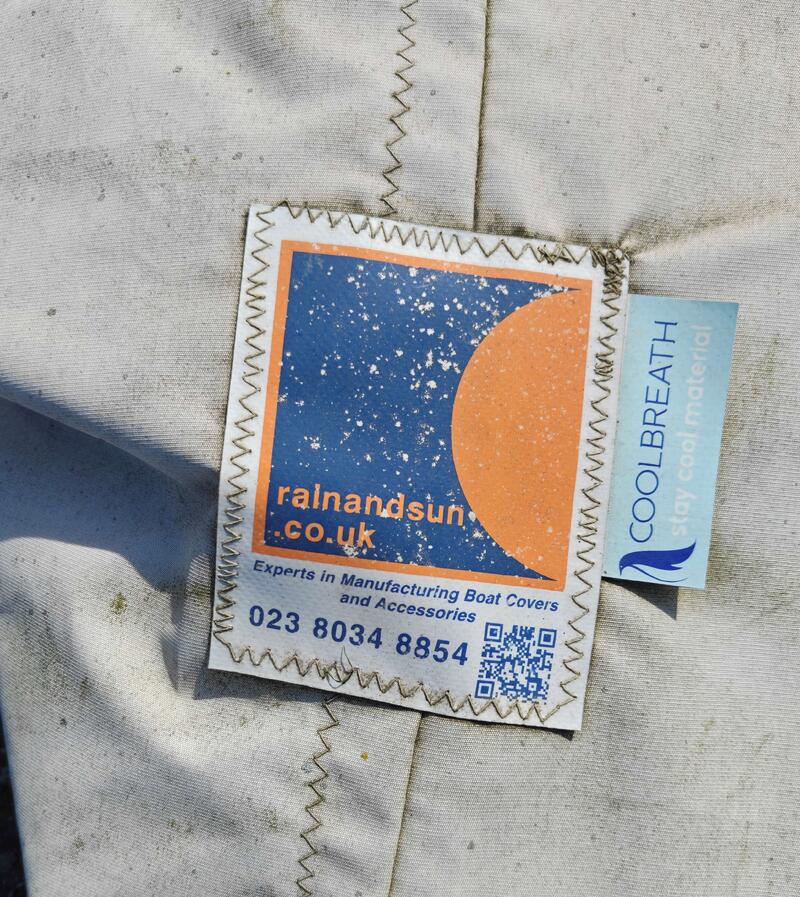 rainandsun
.co.uk
Experts in Manufacturing Boat Covers
and Accessories
023 8034 8854
COOLBREATH
stay cool material